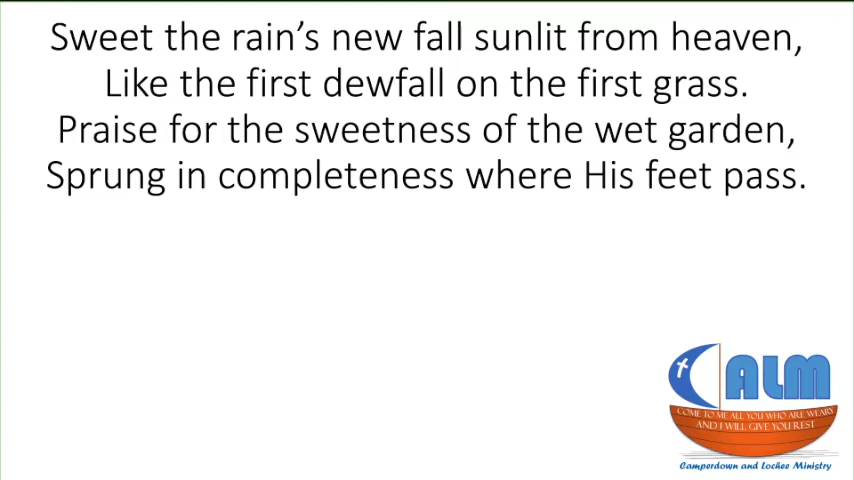 Sweet the rain’s new fall sunlit from heaven,
Like the first dewfall on the first grass.
Praise for the sweetness of the wet garden,
Sprung in completeness where His feet pass.
CALM
COME TO ME ALL YOU WHO ARE WEARY
AND I WILL GIVE YOU REST
Camperdown and Lochee Ministry